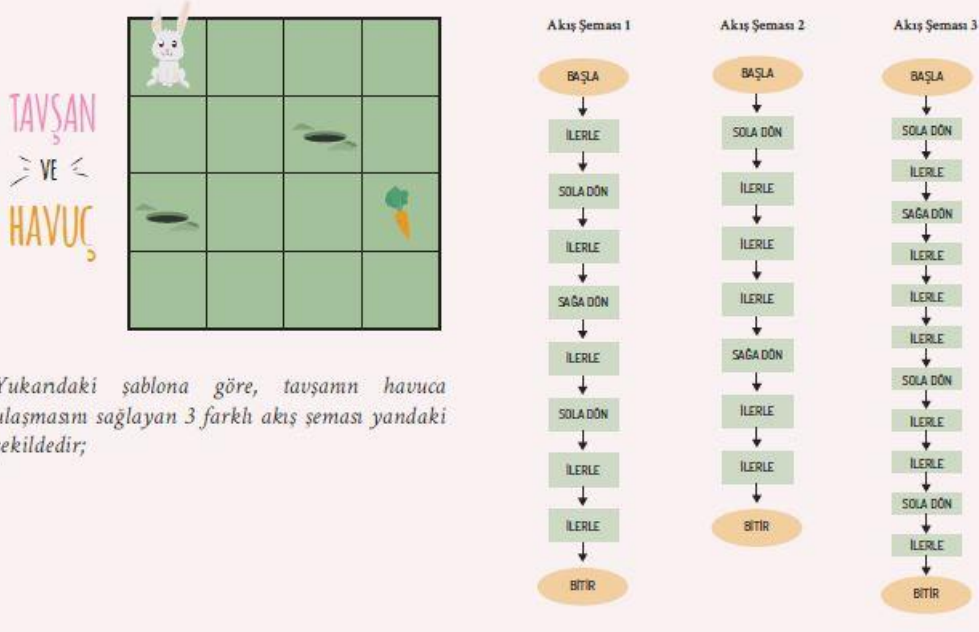 TAVŞAN
VE
HAVUÇ
Yukarıdaki şablona göre, tavşanın havuca
ulaşmasını sağlayan 3 farklı akış şeması yandaki
şekildedir;
Akış Şeması 1
BAŞLA
İLERLE
SOLA DÖN
İLERLE
SAĞA DÖN
İLERLE
SOLA DÖN
İLERLE
İLERLE
BİTİR
Akış Şeması 2
BAŞLA
SOLA DÖN
İLERLE
İLERLE
İLERLE
SAĞA DÖN
İLERLE
İLERLE
BİTİR
Akış Şeması 3
BAŞLA
SOLA DÖN
İLERLE
SAĞA DÖN
İLERLE
İLERLE
İLERLE
SOLA DÖN
İLERLE
İLERLE
SOLA DÖN
İLERLE
BİTİR